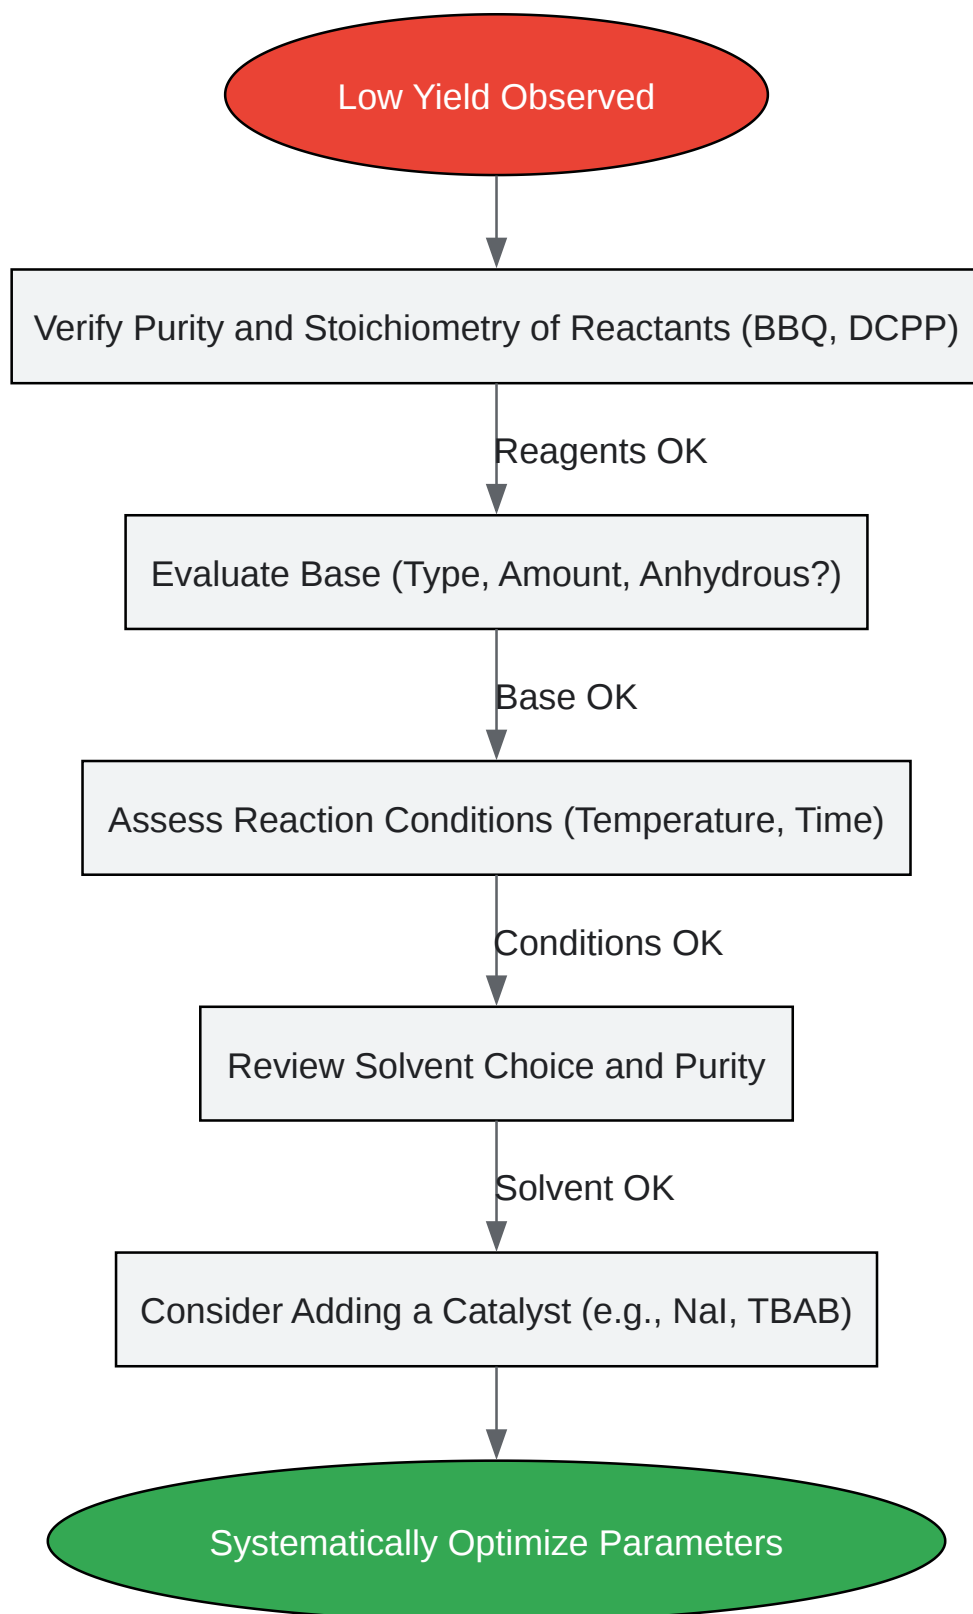 Low Yield Observed
Verify Purity and Stoichiometry of Reactants (BBQ, DCPP)
Reagents OK
Evaluate Base (Type, Amount, Anhydrous?)
Base OK
Assess Reaction Conditions (Temperature, Time)
Conditions OK
Review Solvent Choice and Purity
Solvent OK
Consider Adding a Catalyst (e.g., NaI, TBAB)
Systematically Optimize Parameters